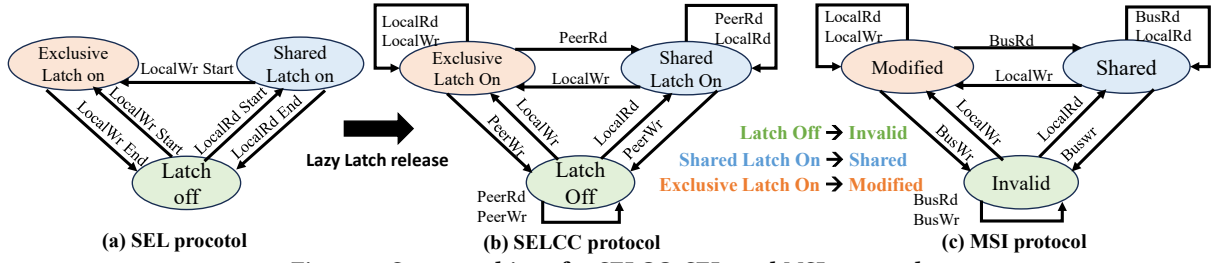 Exclusive
Latch on
Shared
Latch on
LocalWr Start
LocalWr End
LocalWr Start
LocalRd Start
LocalRd End
Latch
off
(a) SEL procotol
Lazy Latch release
LocalRd
LocalWr
PeerRd
PeerRd
LocalRd
Exclusive
Latch On
Shared
Latch On
LocalWr
PeerWr
LocalWr
LocalRd
PeerWr
Latch
Off
PeerRd
PeerWr
(b) SELCC protocol
Latch Off → Invalid
Shared Latch On → Shared
Exclusive Latch On → Modified
LocalRd
LocalWr
BusRd
BusRd
LocalRd
Modified
Shared
LocalWr
BusWr
LocalWr
LocalRd
Buswr
Invalid
BusRd
BusWr
(c) MSI protocol